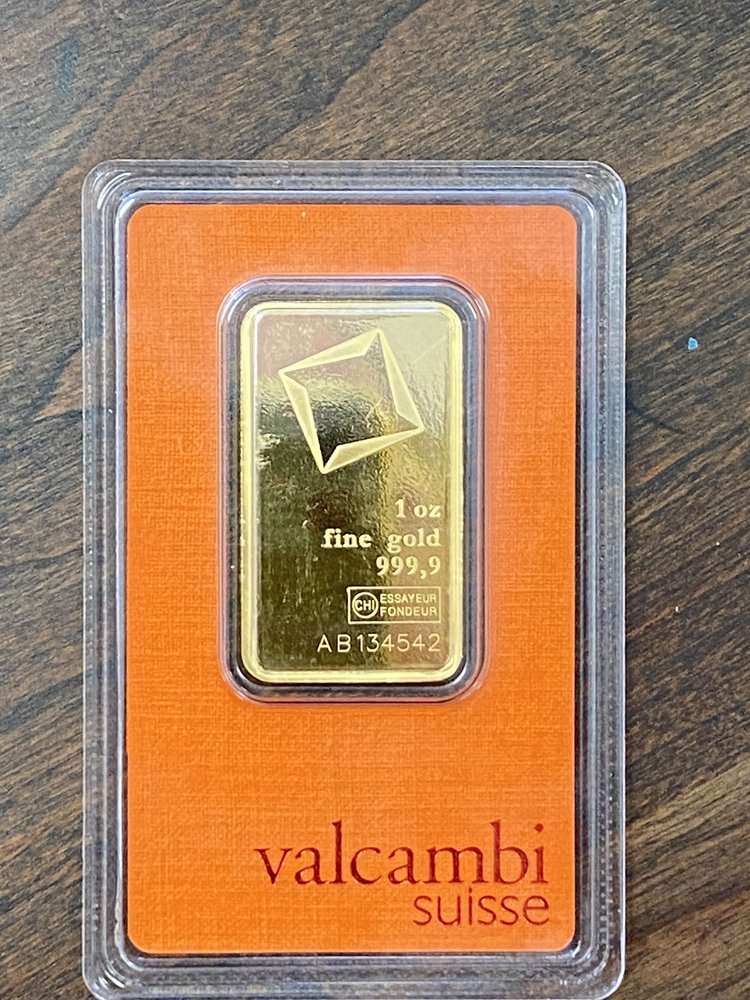 1 oz
fine gold
999,9
CHI ESSAYEUR
FONDEUR
AB134542
valcambi
suisse